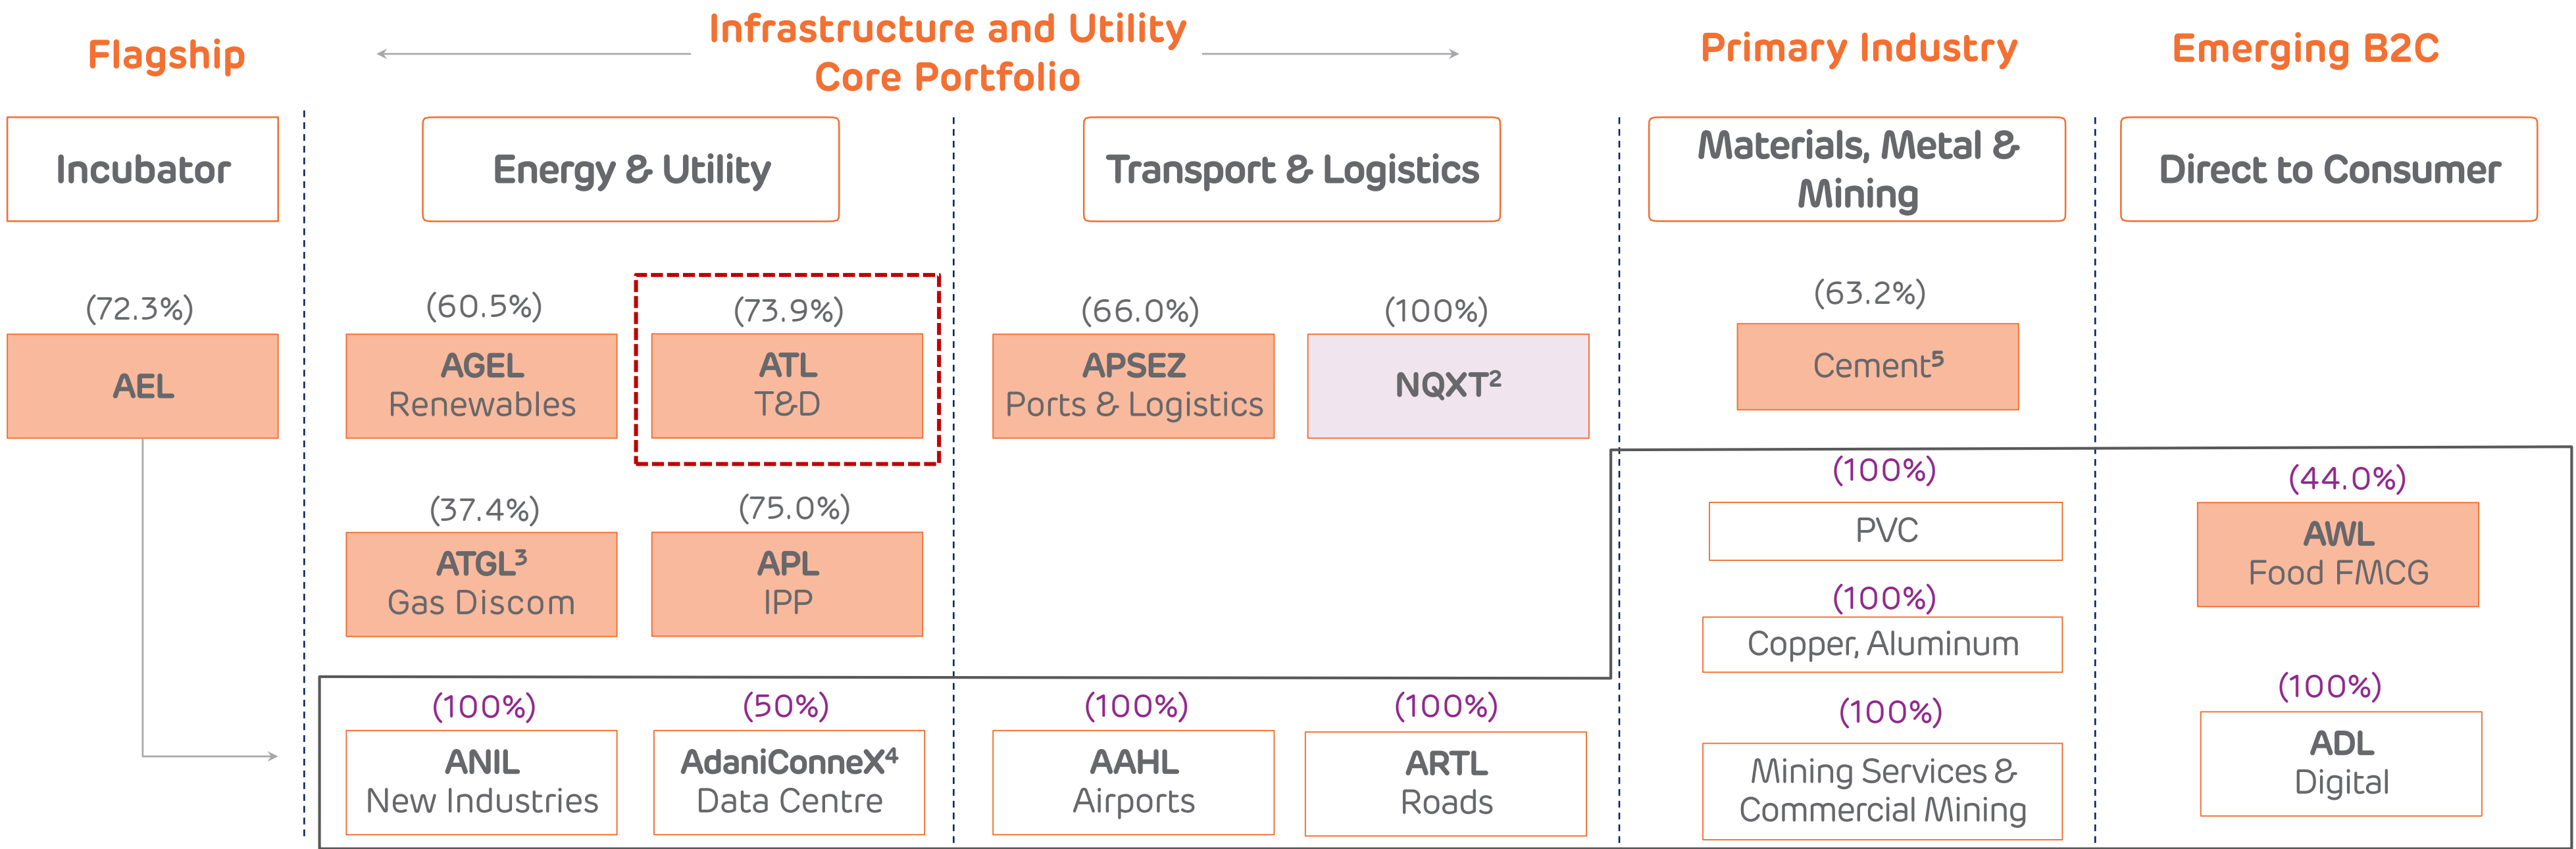 Flagship
Infrastructure and Utility
Core Portfolio
Primary Industry
Emerging B2C
Incubator
Energy & Utility
Transport & Logistics
Materials, Metal &
Mining
Direct to Consumer
(72.3%)
AEL
(60.5%)
AGEL
Renewables
(73.9%)
ATL
T&D
(66.0%)
APSEZ
Ports & Logistics
(100%)
NQXT²
(63.2%)
Cement⁵
(37.4%)
ATGL³
Gas Discom
(75.0%)
APL
IPP
(100%)
PVC
(100%)
Copper, Aluminum
(44.0%)
AWL
Food FMCG
(100%)
ANIL
New Industries
(50%)
AdaniConneX⁴
Data Centre
(100%)
AAHL
Airports
(100%)
ARTL
Roads
(100%)
Mining Services &
Commercial Mining
(100%)
ADL
Digital